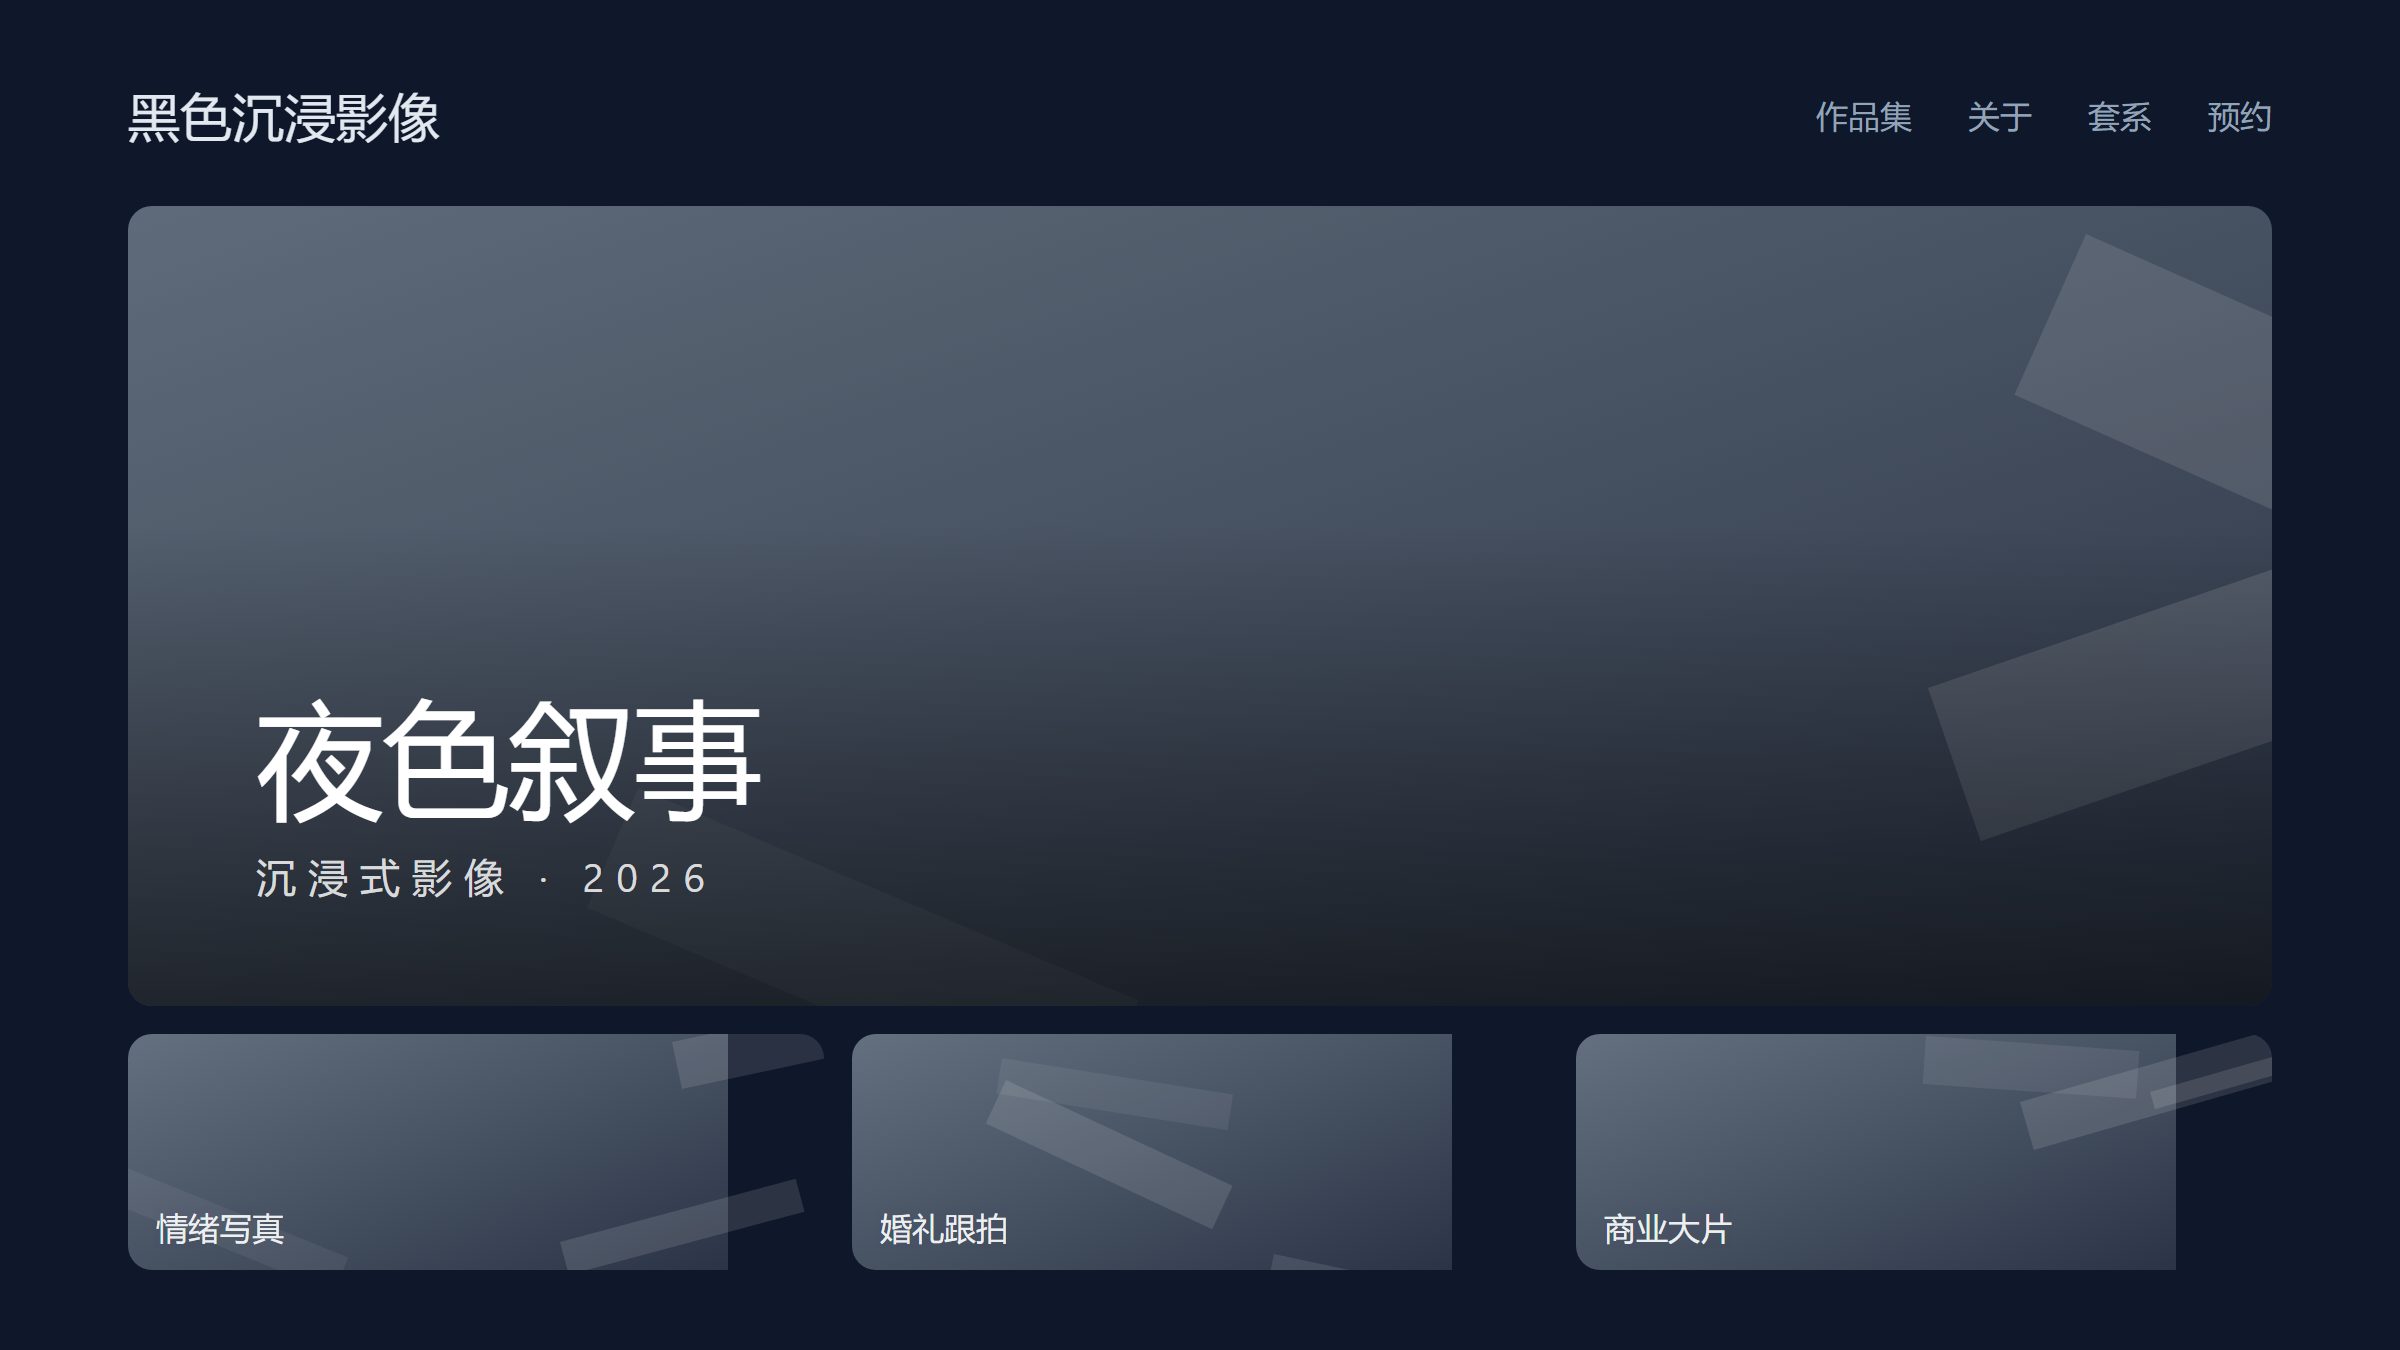 黑色沉浸影像
作品集 关于 套系 预约
夜色叙事
沉浸式影像 · 2026
情绪写真
婚礼跟拍
商业大片